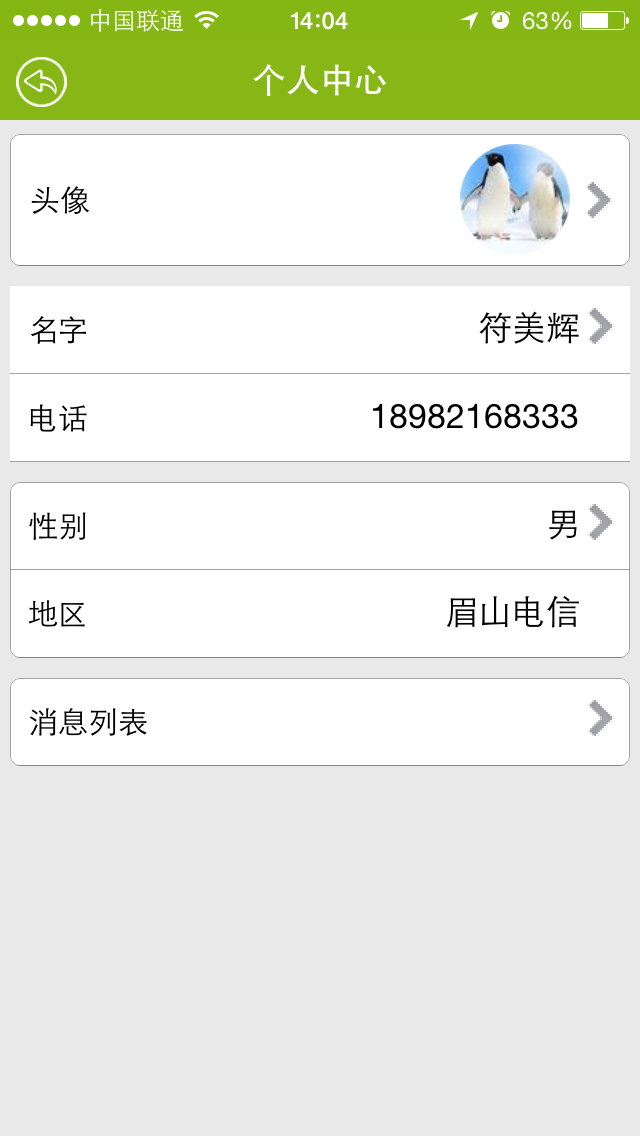 中国联通 14:04 63%
个人中心
头像
名字 符美辉
电话 18982168333
性别 男
地区 眉山电信
消息列表